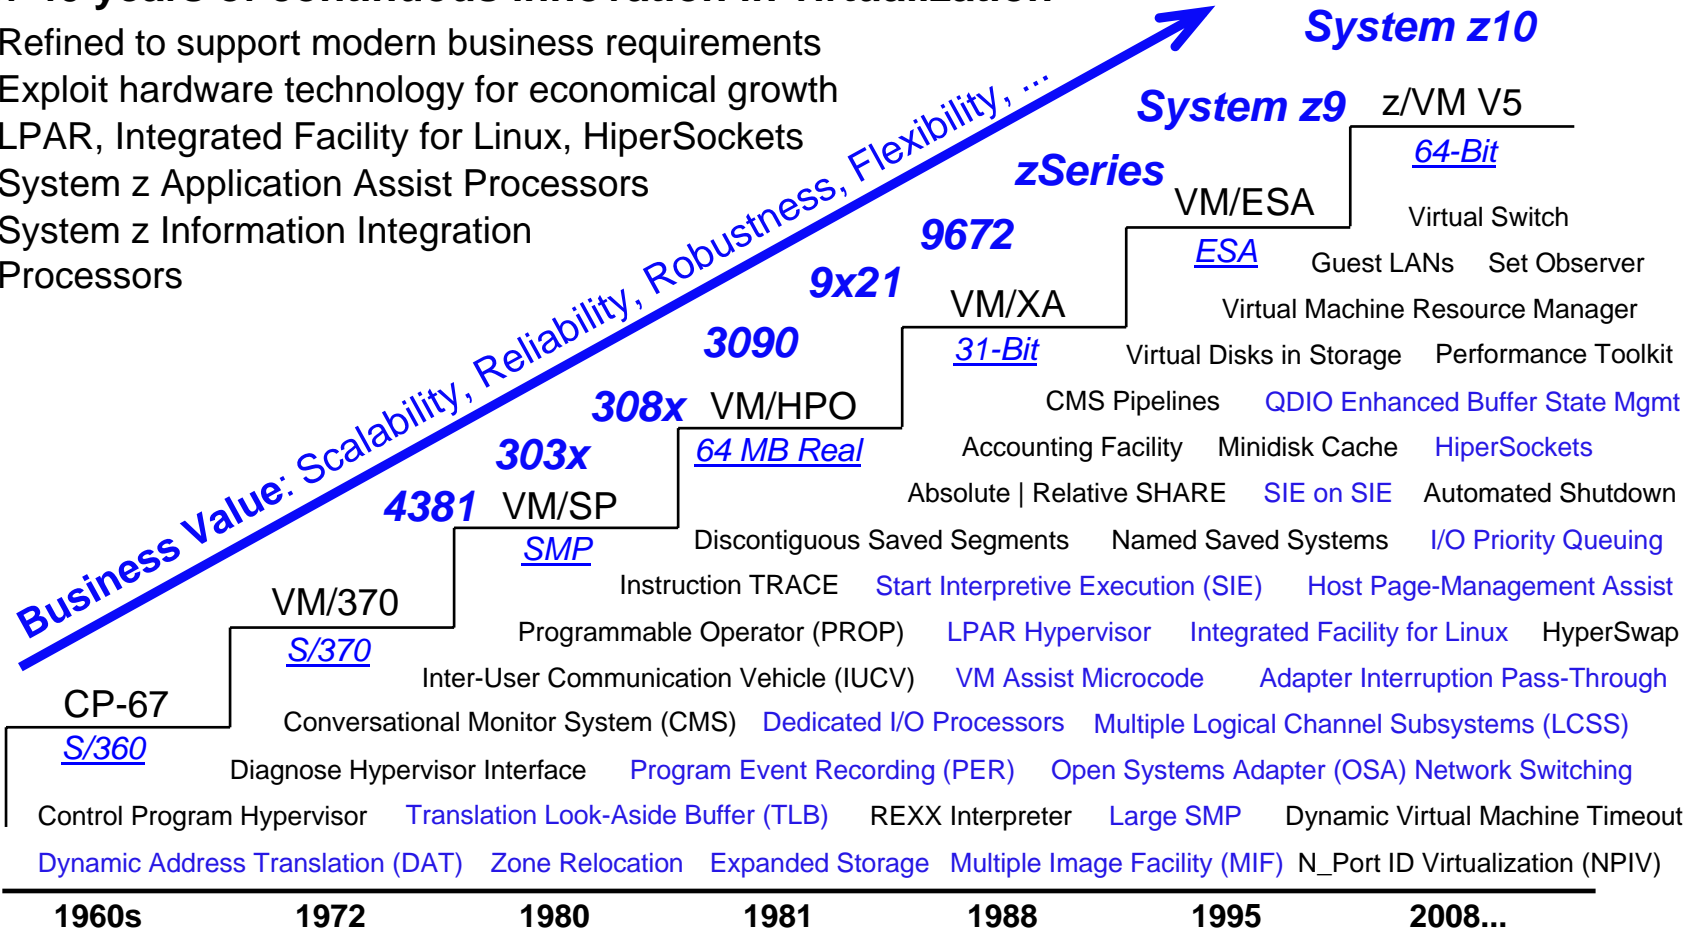 40 years of continuous innovation in virtualization
Refined to support modern business requirements
Exploit hardware technology for economical growth
LPAR, Integrated Facility for Linux, HiperSockets
System z Application Assist Processors
System z Information Integration
Processors
Business Value: Scalability, Reliability, Robustness, Flexibility, ...
System z10
System z9
z/VM V5
64-Bit
zSeries
VM/ESA
ESA
Virtual Switch
9672
Guest LANs Set Observer
9x21
VM/XA
31-Bit
Virtual Machine Resource Manager
3090
Virtual Disks in Storage Performance Toolkit
308x
VM/HPO
64 MB Real
CMS Pipelines QDIO Enhanced Buffer State Mgmt
303x
Accounting Facility Minidisk Cache HiperSockets
4381
VM/SP
SMP
Absolute | Relative SHARE SIE on SIE Automated Shutdown
Discontiguous Saved Segments Named Saved Systems I/O Priority Queuing
VM/370
S/370
Instruction TRACE Start Interpretive Execution (SIE) Host Page-Management Assist
Programmable Operator (PROP) LPAR Hypervisor Integrated Facility for Linux HyperSwap
Inter-User Communication Vehicle (IUCV) VM Assist Microcode Adapter Interruption Pass-Through
CP-67
S/360
Conversational Monitor System (CMS) Dedicated I/O Processors Multiple Logical Channel Subsystems (LCSS)
Diagnose Hypervisor Interface Program Event Recording (PER) Open Systems Adapter (OSA) Network Switching
Control Program Hypervisor Translation Look-Aside Buffer (TLB) REXX Interpreter Large SMP Dynamic Virtual Machine Timeout
Dynamic Address Translation (DAT) Zone Relocation Expanded Storage Multiple Image Facility (MIF) N_Port ID Virtualization (NPIV)
1960s 1972 1980 1981 1988 1995 2008...